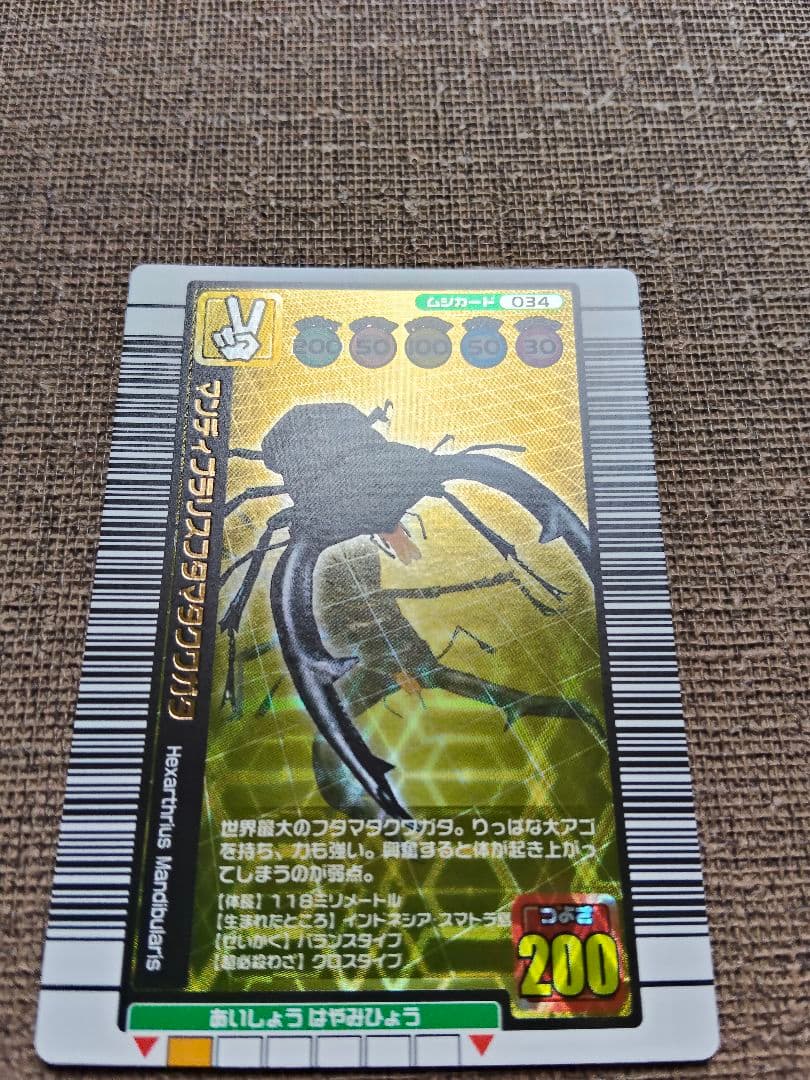 ムシカード 034
200 50 100 50 30
マンディブラリスフタマタクワガタ
Hexarthrius Mandibularis
世界最大のフタマタクワガタ。りっぱな大アゴ
を持ち、力も強い。興奮すると体が起き上がっ
てしまうのが弱点。
【体長】118ミリメートル
【生まれたところ】インドネシア スマトラ島
【せいかく】バランスタイプ
【超必殺わざ】クロスタイプ
つよさ
200
あいしょう はやみひょう